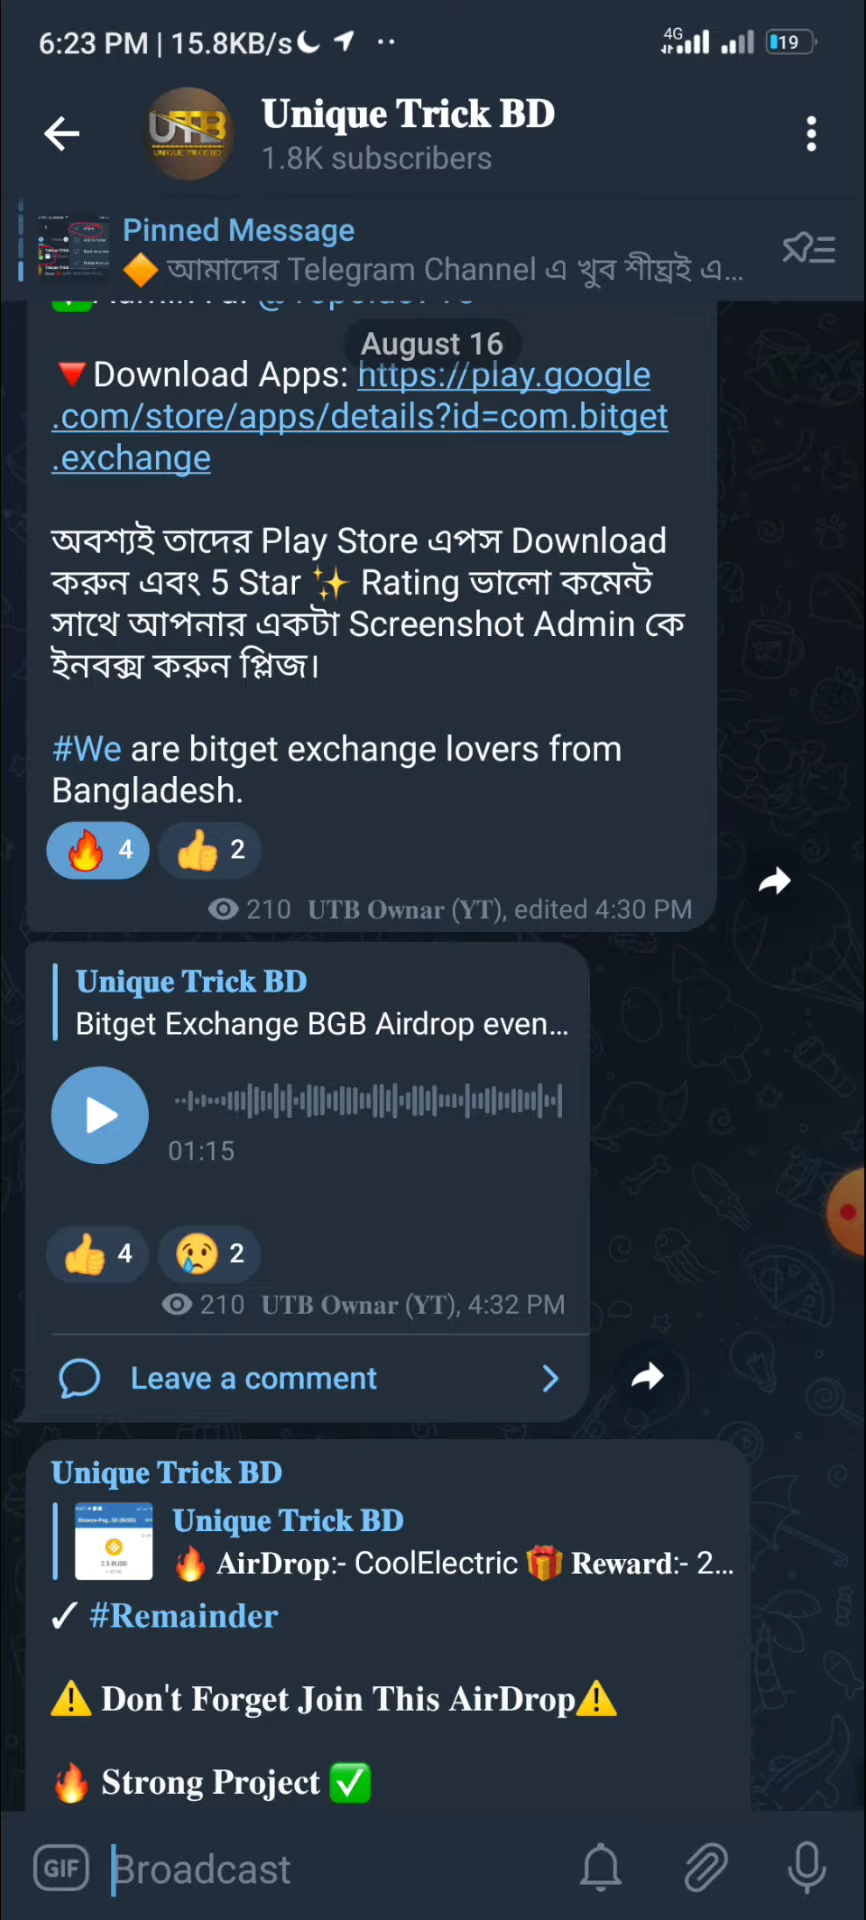 6:23 PM | 15.8KB/s
4G
19
UTB
UNIQUE TRICK BD
Unique Trick BD
1.8K subscribers
Pinned Message
🔶 আমাদের Telegram Channel এ খুব শীঘ্রই এ...
August 16
🔻Download Apps: https://play.google
.com/store/apps/details?id=com.bitget
.exchange
অবশ্যই তাদের Play Store এপস Download
করুন এবং 5 Star ✨ Rating ভালো কমেন্ট
সাথে আপনার একটা Screenshot Admin কে
ইনবক্স করুন প্লিজ।
#We are bitget exchange lovers from
Bangladesh.
🔥 4 👍 2
210 UTB Ownar (YT), edited 4:30 PM
Unique Trick BD
Bitget Exchange BGB Airdrop even...
01:15
👍 4 😢 2
210 UTB Ownar (YT), 4:32 PM
Leave a comment
Unique Trick BD
Unique Trick BD
🔥 AirDrop:- CoolElectric 🎁 Reward:- 2...
✓ #Remainder
⚠️ Don't Forget Join This AirDrop⚠️
🔥 Strong Project ✅
GIF Broadcast